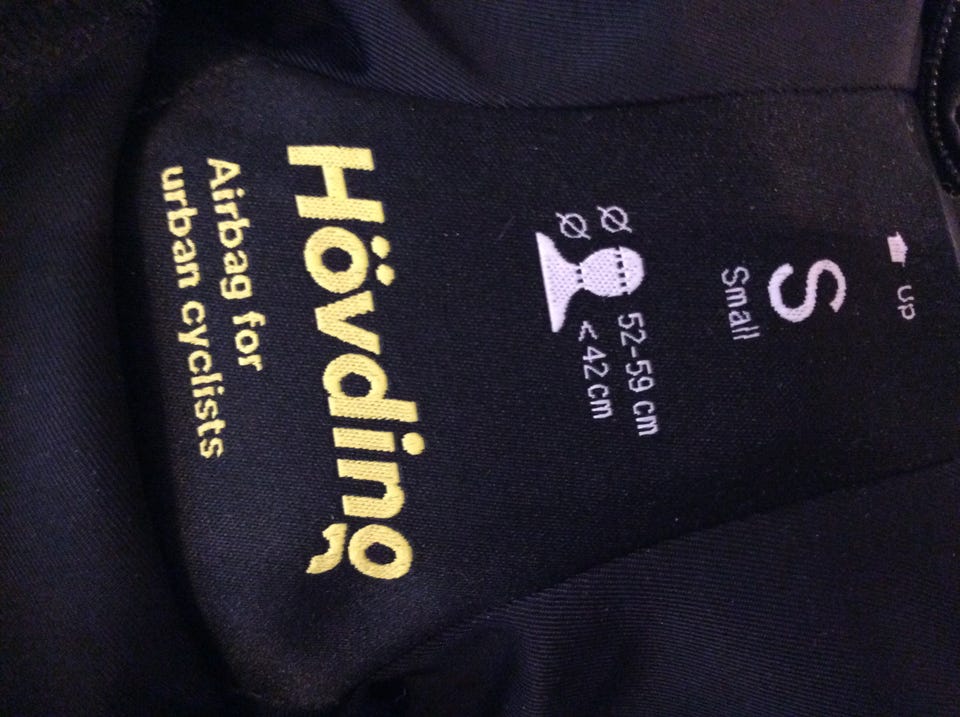 UP
S
Small
Ø 52-59 cm
Ø <42 cm
Hövding
Airbag for
urban cyclists